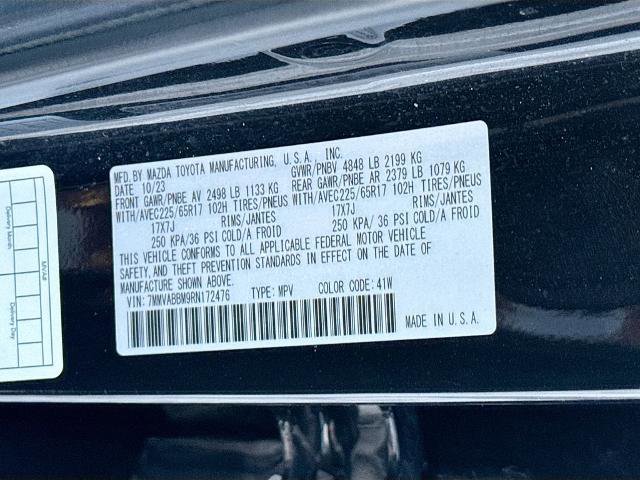 MFD. BY MAZDA TOYOTA MANUFACTURING, U.S.A., INC.
DATE 10/23 GVWR/PNBV 4848 LB 2199 KG
FRONT GAWR/PNBE AV 2498 LB 1133 KG REAR GAWR/PNBE AR 2379 LB 1079 KG
WITH/AVEC225/65R17 102H TIRES/PNEUS WITH/AVEC225/65R17 102H TIRES/PNEUS
17X7J RIMS/JANTES 17X7J RIMS/JANTES
250 KPA/36 PSI COLD/A FROID 250 KPA/36 PSI COLD/A FROID
THIS VEHICLE CONFORMS TO ALL APPLICABLE FEDERAL MOTOR VEHICLE
SAFETY,AND THEFT PREVENTION STANDARDS IN EFFECT ON THE DATE OF
MANUFACTURE SHOWN ABOVE.
VIN: 7MMVABBM9RN172476 TYPE: MPV COLOR CODE: 41W
MADE IN U.S.A.
Delivery Month
Delivery Day